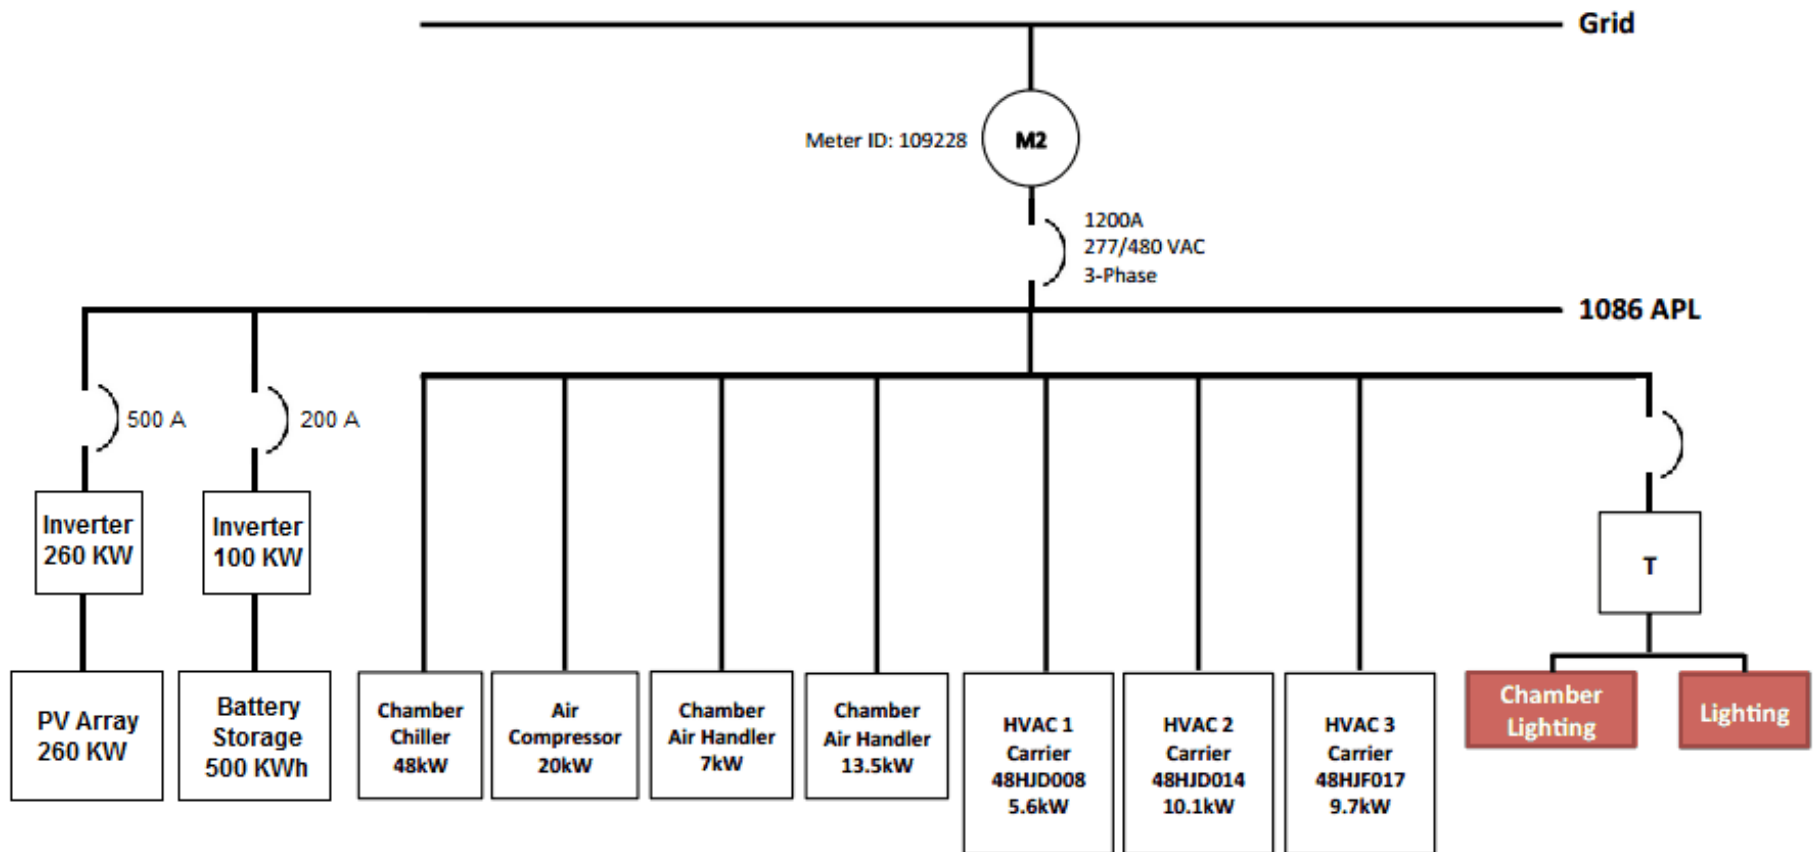 Grid
Meter ID: 109228
M2
1200A
277/480 VAC
3-Phase
1086 APL
500 A
200 A
Inverter
260 KW
Inverter
100 KW
T
PV Array
260 KW
Battery
Storage
500 KWh
Chamber
Chiller
48kW
Air
Compressor
20kW
Chamber
Air Handler
7kW
Chamber
Air Handler
13.5kW
HVAC 1
Carrier
48HJD008
5.6kW
HVAC 2
Carrier
48HJD014
10.1kW
HVAC 3
Carrier
48HJF017
9.7kW
Chamber
Lighting
Lighting